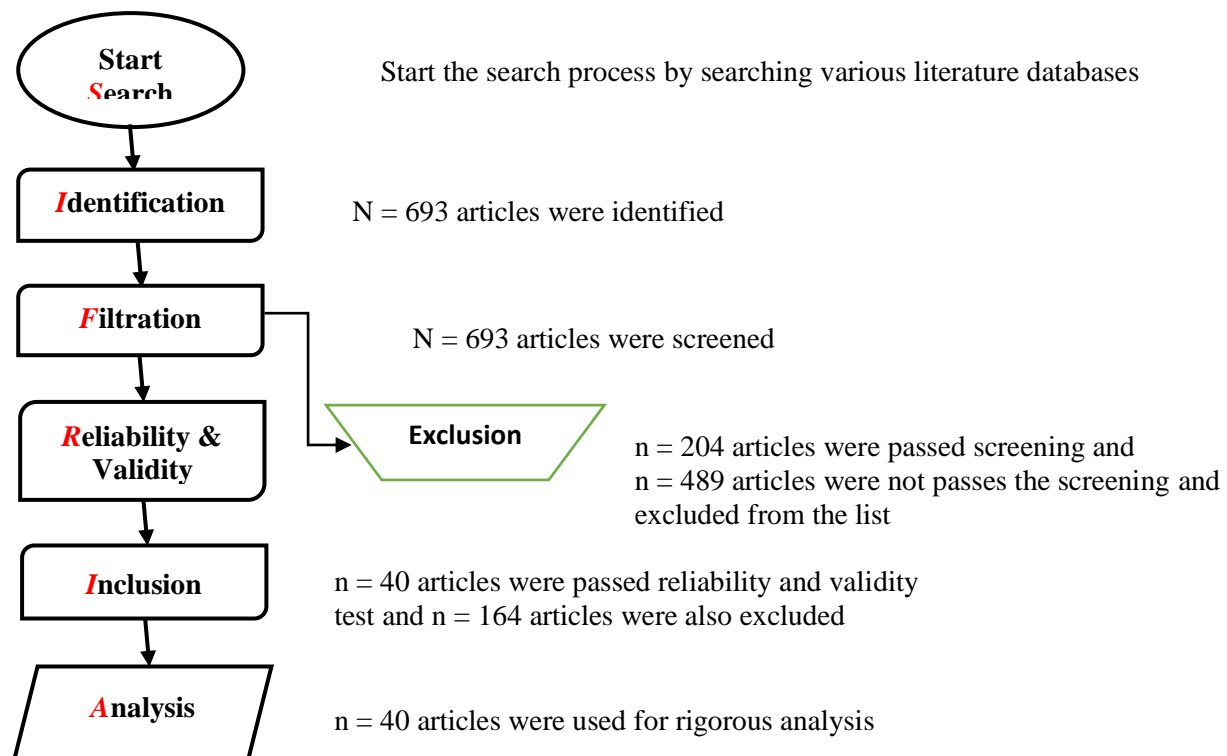 Start
Search
Start the search process by searching various literature databases
Identification
N = 693 articles were identified
Filtration
N = 693 articles were screened
Reliability &
Validity
Exclusion
n = 204 articles were passed screening and
n = 489 articles were not passes the screening and
excluded from the list
Inclusion
n = 40 articles were passed reliability and validity
test and n = 164 articles were also excluded
Analysis
n = 40 articles were used for rigorous analysis